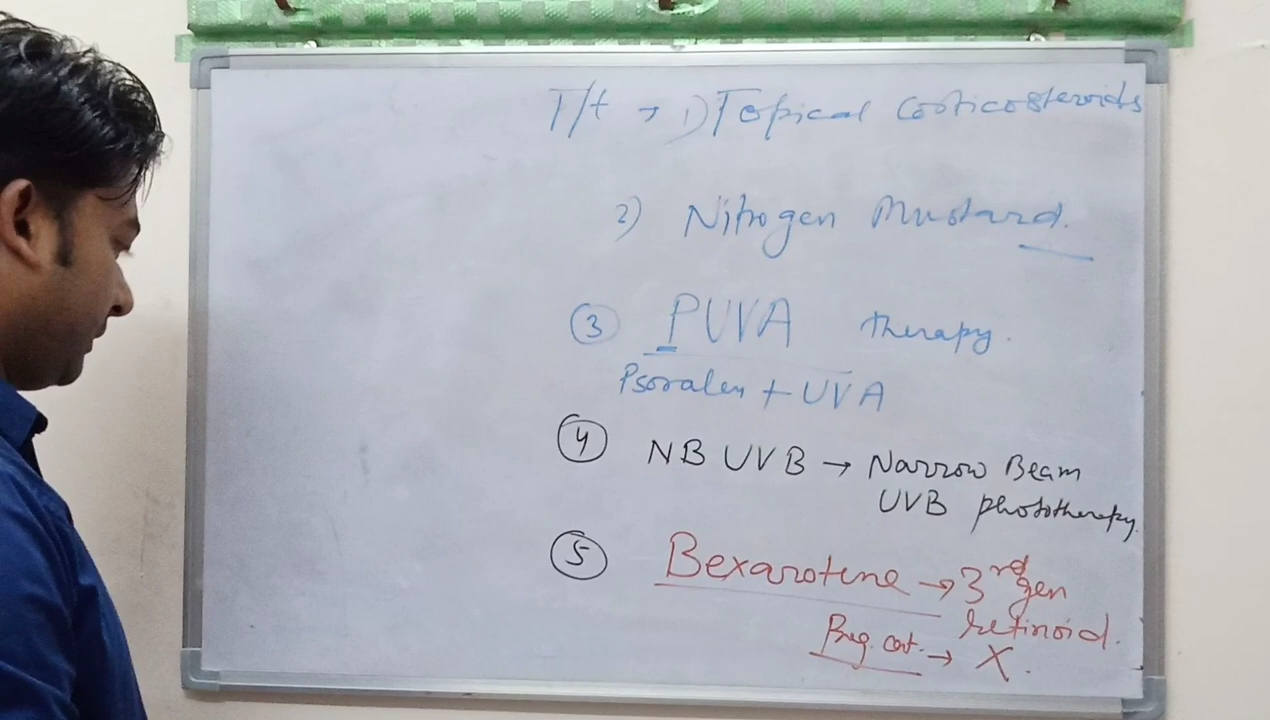 T/t → 1) Topical Corticosteroids
2) Nitrogen Mustard.
3 PUVA therapy.
Psoralen + UVA
4 NB UVB → Narrow Beam
UVB phototherapy.
5 Bexarotene → 3rd gen
retinoid.
Preg. cat. → X.